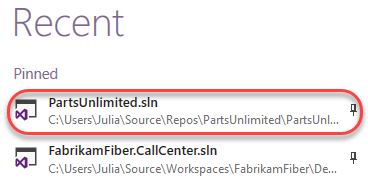 Recent
Pinned
PartsUnlimited.sln
C:\Users\Julia\Source\Repos\PartsUnlimited\PartsUnl...
FabrikamFiber.CallCenter.sln
C:\Users\Julia\Source\Workspaces\FabrikamFiber\De...